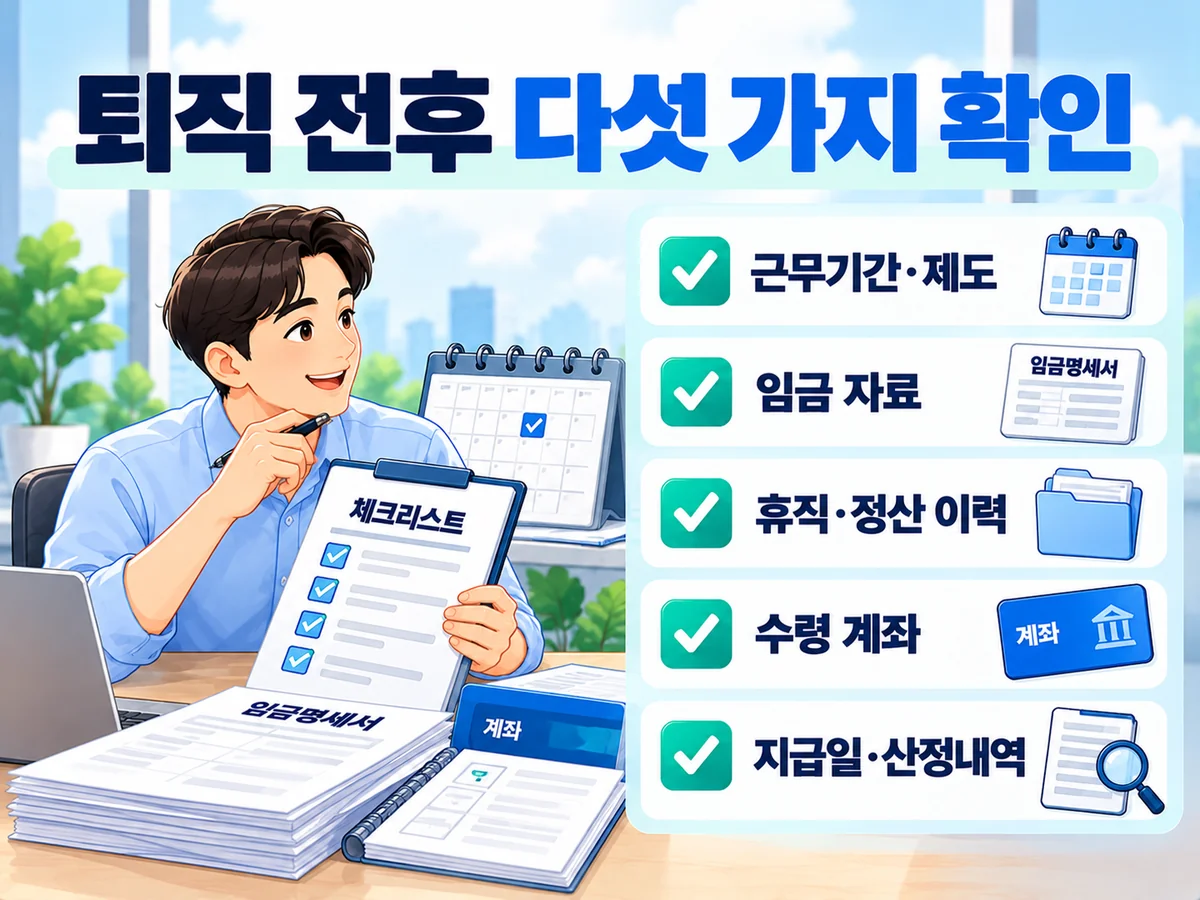 퇴직 전후 다섯 가지 확인
근무기간·제도
임금 자료
임금명세서
휴직·정산 이력
수령 계좌
계좌
지급일·산정내역
체크리스트
임금명세서
계좌